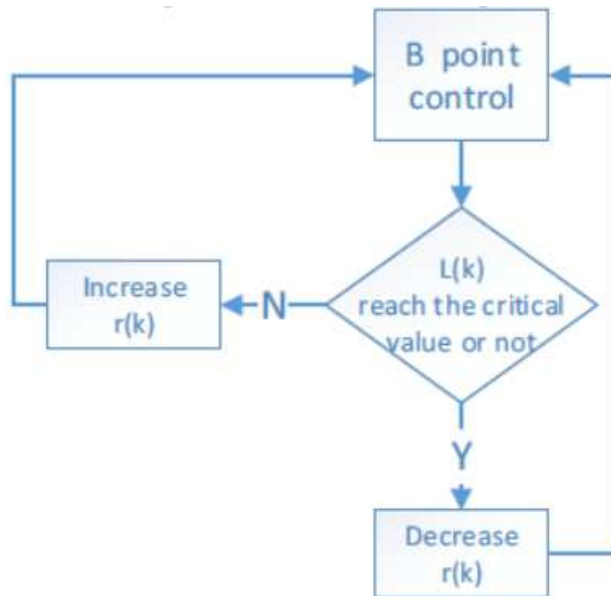 B point
control
L(k)
reach the critical
value or not
Increase
r(k)
N
Y
Decrease
r(k)